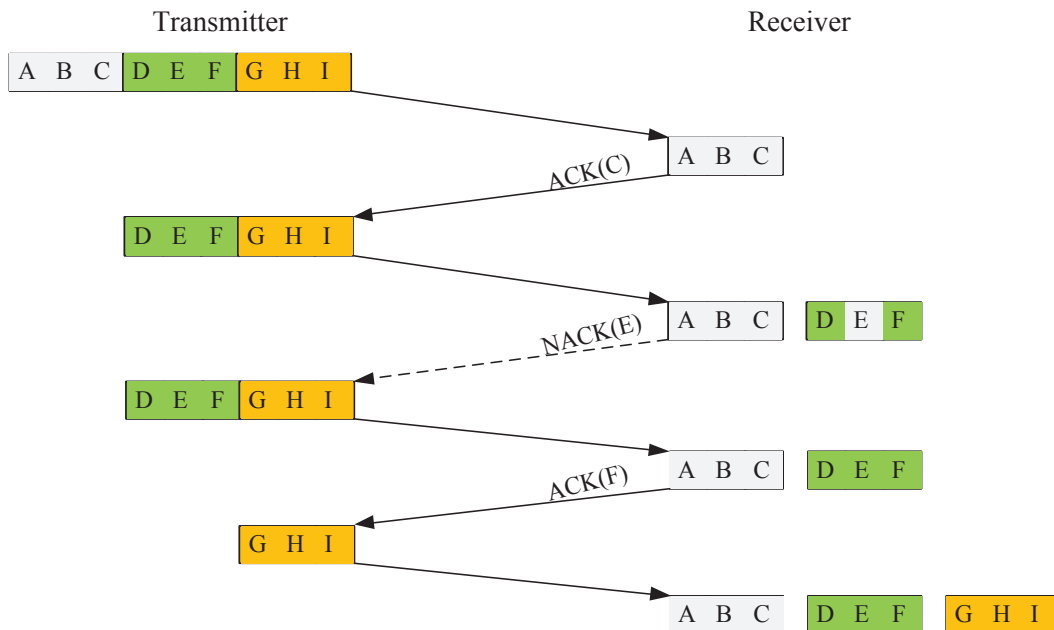 Transmitter Receiver
A B C D E F G H I
A B C
ACK(C)
D E F G H I
A B C D E F
NACK(E)
D E F G H I
A B C D E F
ACK(F)
G H I
A B C D E F G H I